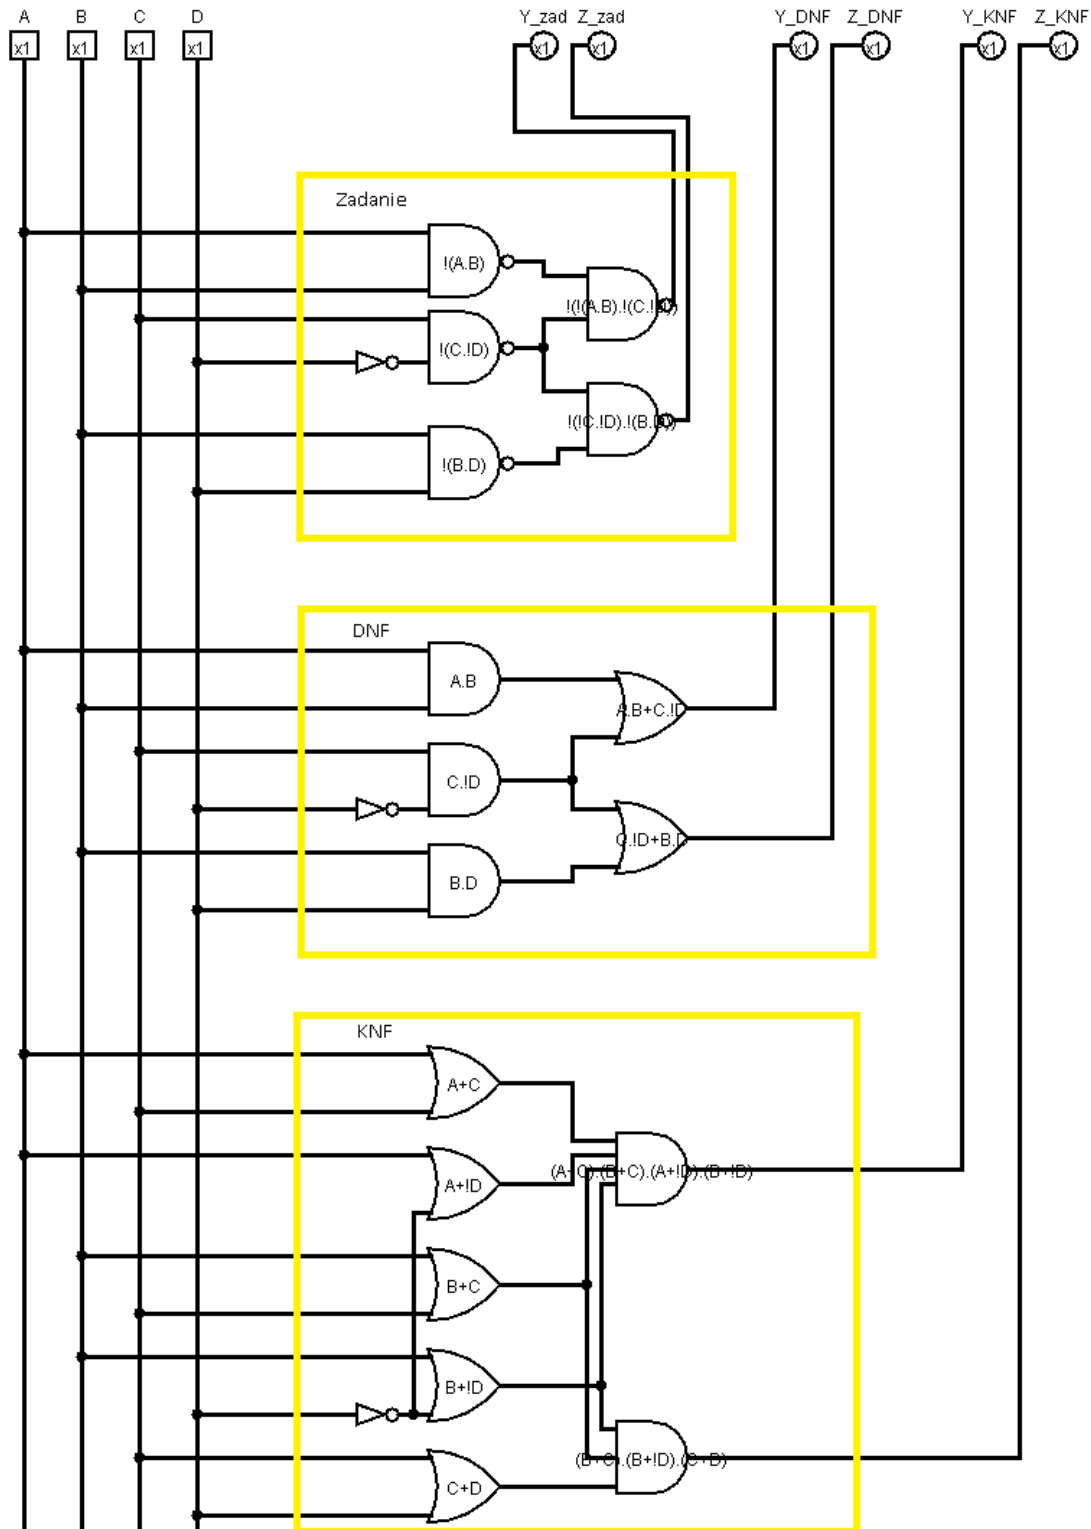 A B C D Y_zad Z_zad Y_DNF Z_DNF Y_KNF Z_KNF
x1 x1 x1 x1 x1 x1 x1 x1 x1 x1
Zadanie
!(A.B)
!(!(A.B).!(C.!D))
!(C.!D)
!(!C.!D).!(B.D))
!(B.D)
DNF
A.B
A.B+C.!D
C.!D
C.!D+B.D
B.D
KNF
A+C
(A+C).(B+C).(A+!D).(B+!D)
A+!D
B+C
B+!D
(B+C).(B+!D).(C+D)
C+D